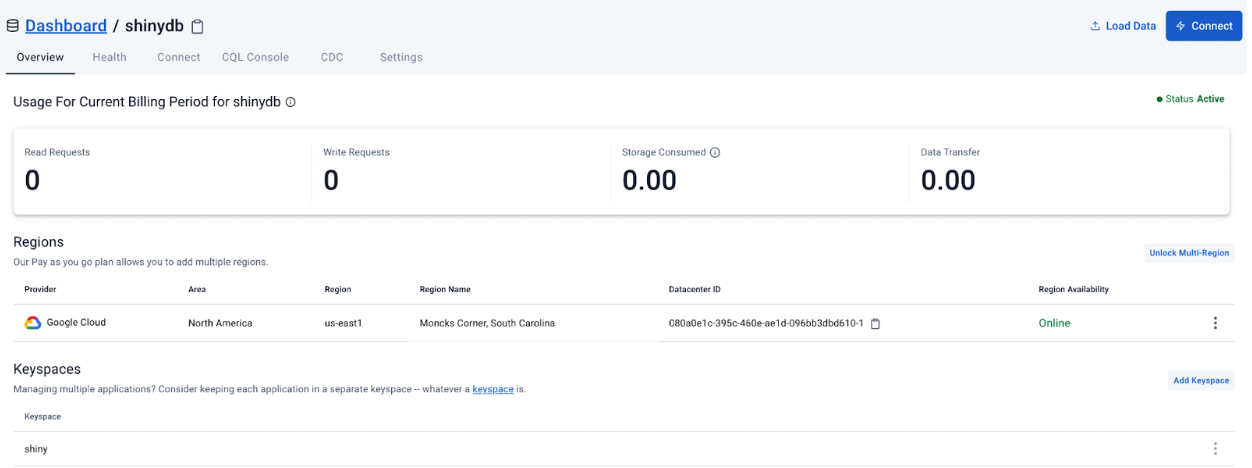 Dashboard / shinydb
Load Data
Connect
Overview Health Connect CQL Console CDC Settings
Usage For Current Billing Period for shinydb
Status Active
Read Requests Write Requests Storage Consumed Data Transfer
0 0 0.00 0.00
Regions
Our Pay as you go plan allows you to add multiple regions.
Unlock Multi-Region
Provider Area Region Region Name Datacenter ID Region Availability
Google Cloud North America us-east1 Moncks Corner, South Carolina 080a0e1c-395c-460e-ae1d-096bb3dbd610-1 Online
Keyspaces
Managing multiple applications? Consider keeping each application in a separate keyspace -- whatever a keyspace is.
Add Keyspace
Keyspace
shiny